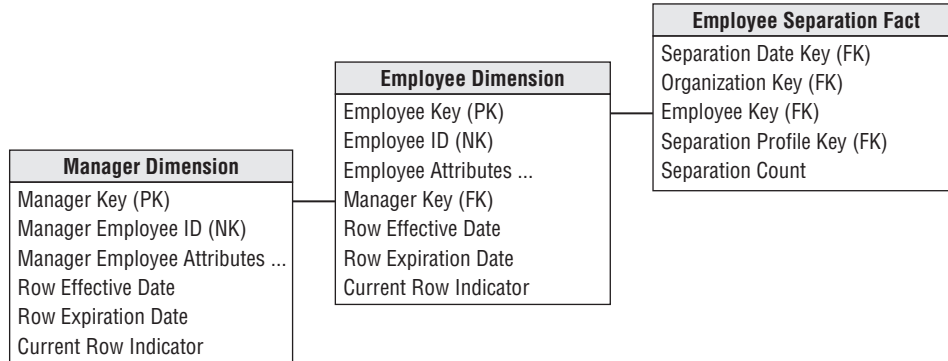 Manager Dimension
Manager Key (PK)
Manager Employee ID (NK)
Manager Employee Attributes ...
Row Effective Date
Row Expiration Date
Current Row Indicator
Employee Dimension
Employee Key (PK)
Employee ID (NK)
Employee Attributes ...
Manager Key (FK)
Row Effective Date
Row Expiration Date
Current Row Indicator
Employee Separation Fact
Separation Date Key (FK)
Organization Key (FK)
Employee Key (FK)
Separation Profile Key (FK)
Separation Count